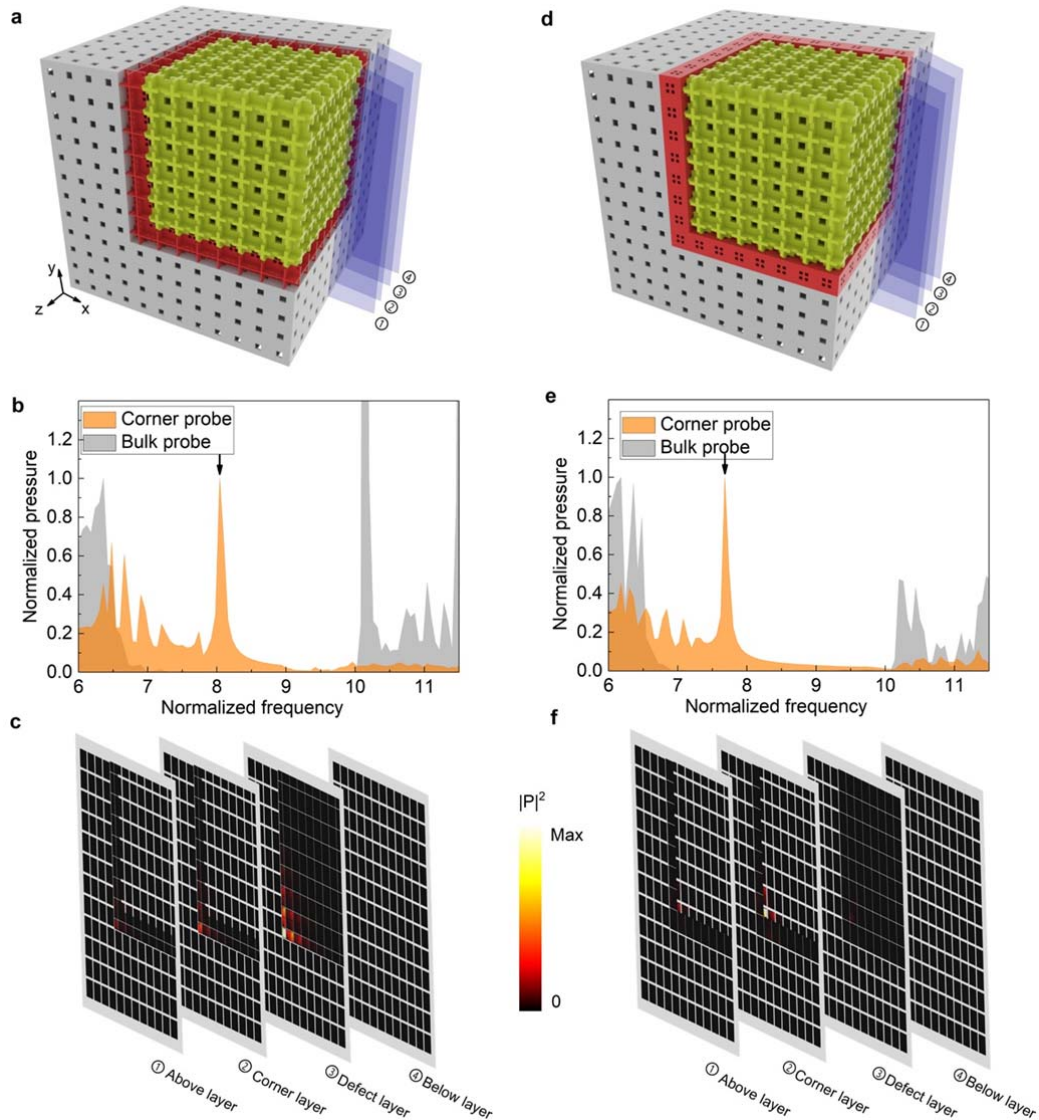 a
y
z
x
④
③
②
①
d
④
③
②
①
b
Corner probe
Bulk probe
Normalized pressure
1.2
1.0
0.8
0.6
0.4
0.2
0.0
6 7 8 9 10 11
Normalized frequency
e
Corner probe
Bulk probe
Normalized pressure
1.2
1.0
0.8
0.6
0.4
0.2
0.0
6 7 8 9 10 11
Normalized frequency
c
① Above layer
② Corner layer
③ Defect layer
④ Below layer
|P|²
Max
0
f
① Above layer
② Corner layer
③ Defect layer
④ Below layer